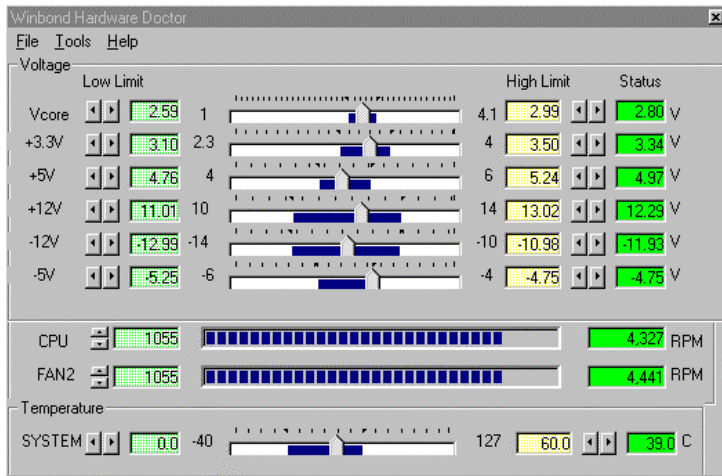 Winbond Hardware Doctor
File Tools Help
Voltage
Low Limit High Limit Status
Vcore 2.59 1 4.1 2.99 2.80 V
+3.3V 3.10 2.3 4 3.50 3.34 V
+5V 4.76 4 6 5.24 4.97 V
+12V 11.01 10 14 13.02 12.29 V
-12V -12.99 -14 -10 -10.98 -11.93 V
-5V -5.25 -6 -4 -4.75 -4.75 V
CPU 1055 4,327 RPM
FAN2 1055 4,441 RPM
Temperature
SYSTEM 0.0 -40 127 60.0 39.0 C